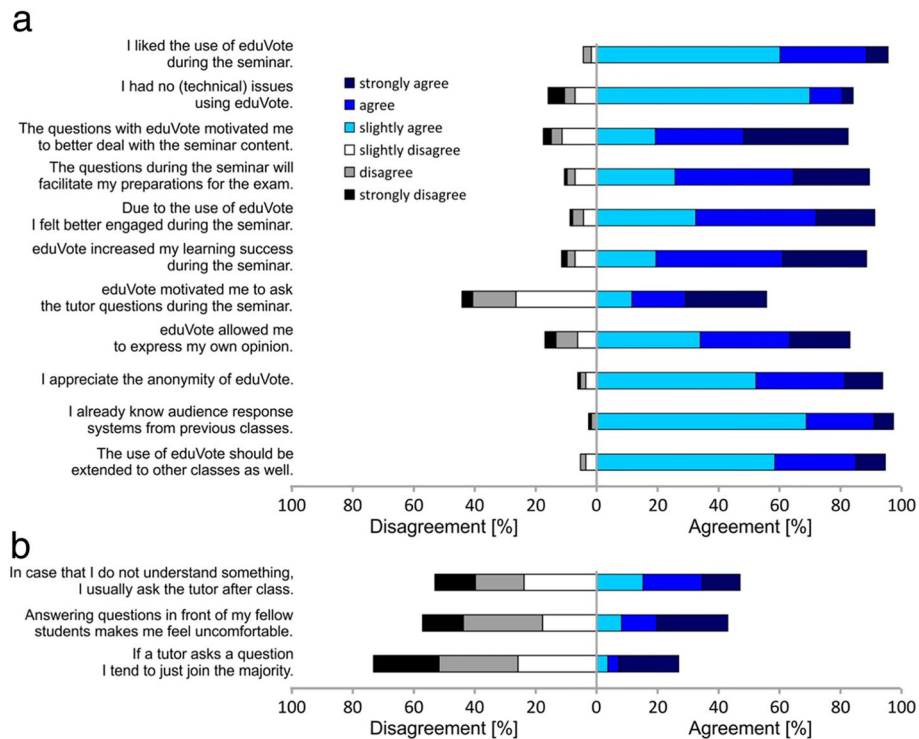 a
I liked the use of eduVote
during the seminar.
I had no (technical) issues
using eduVote.
The questions with eduVote motivated me
to better deal with the seminar content.
The questions during the seminar will
facilitate my preparations for the exam.
Due to the use of eduVote
I felt better engaged during the seminar.
eduVote increased my learning success
during the seminar.
eduVote motivated me to ask
the tutor questions during the seminar.
eduVote allowed me
to express my own opinion.
I appreciate the anonymity of eduVote.
I already know audience response
systems from previous classes.
The use of eduVote should be
extended to other classes as well.
strongly agree
agree
slightly agree
slightly disagree
disagree
strongly disagree
100 80 60 40 20 0 20 40 60 80 100
Disagreement [%] Agreement [%]
b
In case that I do not understand something,
I usually ask the tutor after class.
Answering questions in front of my fellow
students makes me feel uncomfortable.
If a tutor asks a question
I tend to just join the majority.
100 80 60 40 20 0 20 40 60 80 100
Disagreement [%] Agreement [%]